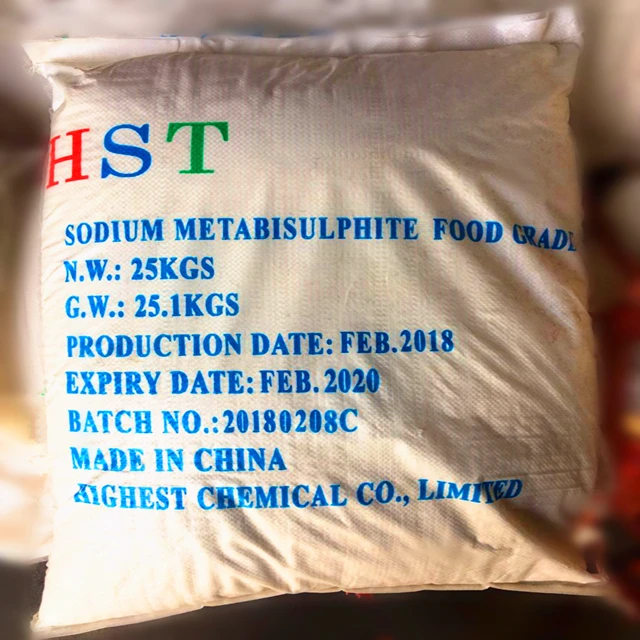 HST
SODIUM METABISULPHITE FOOD GRADE
N.W.: 25KGS
G.W.: 25.1KGS
PRODUCTION DATE: FEB.2018
EXPIRY DATE: FEB.2020
BATCH NO.:20180208C
MADE IN CHINA
HIGHEST CHEMICAL CO., LIMITED